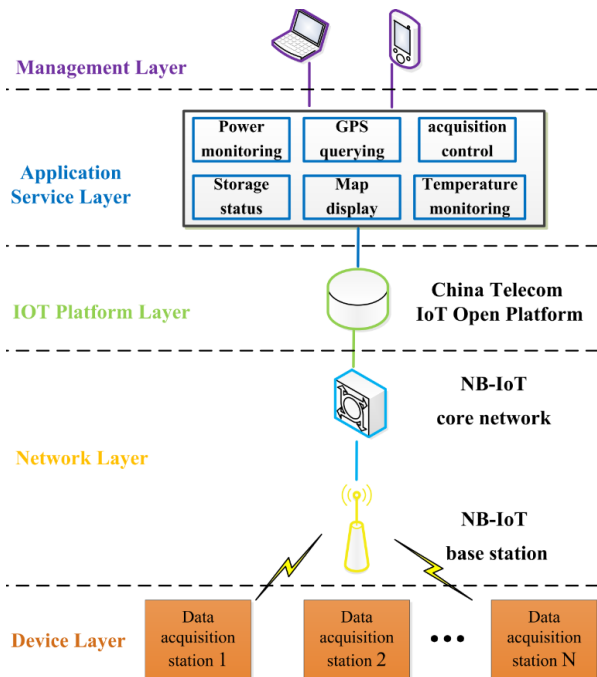 Management Layer
Power
monitoring
GPS
querying
acquisition
control
Application
Service Layer
Storage
status
Map
display
Temperature
monitoring
IOT Platform Layer
China Telecom
IoT Open Platform
NB-IoT
core network
Network Layer
NB-IoT
base station
Device Layer
Data
acquisition
station 1
Data
acquisition
station 2
Data
acquisition
station N